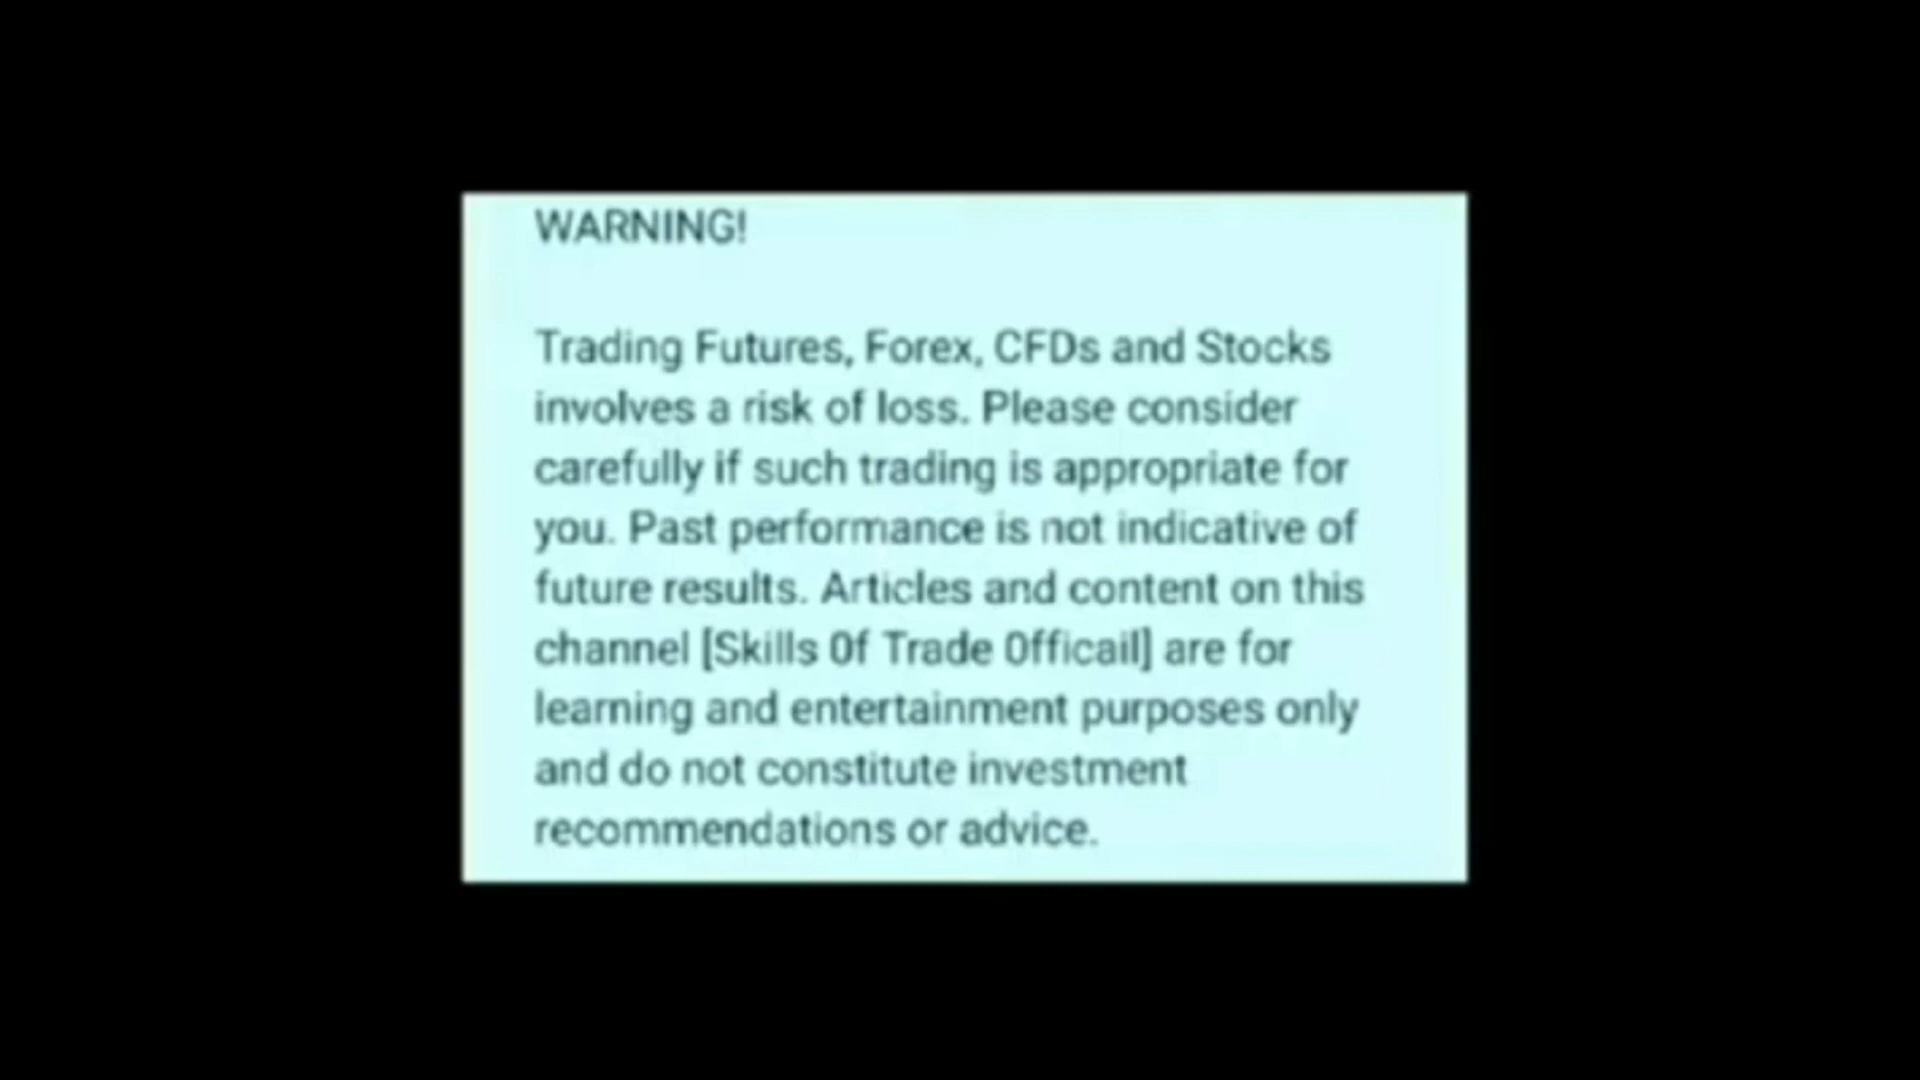 WARNING!
Trading Futures, Forex, CFDs and Stocks
involves a risk of loss. Please consider
carefully if such trading is appropriate for
you. Past performance is not indicative of
future results. Articles and content on this
channel [Skills 0f Trade 0fficail] are for
learning and entertainment purposes only
and do not constitute investment
recommendations or advice.